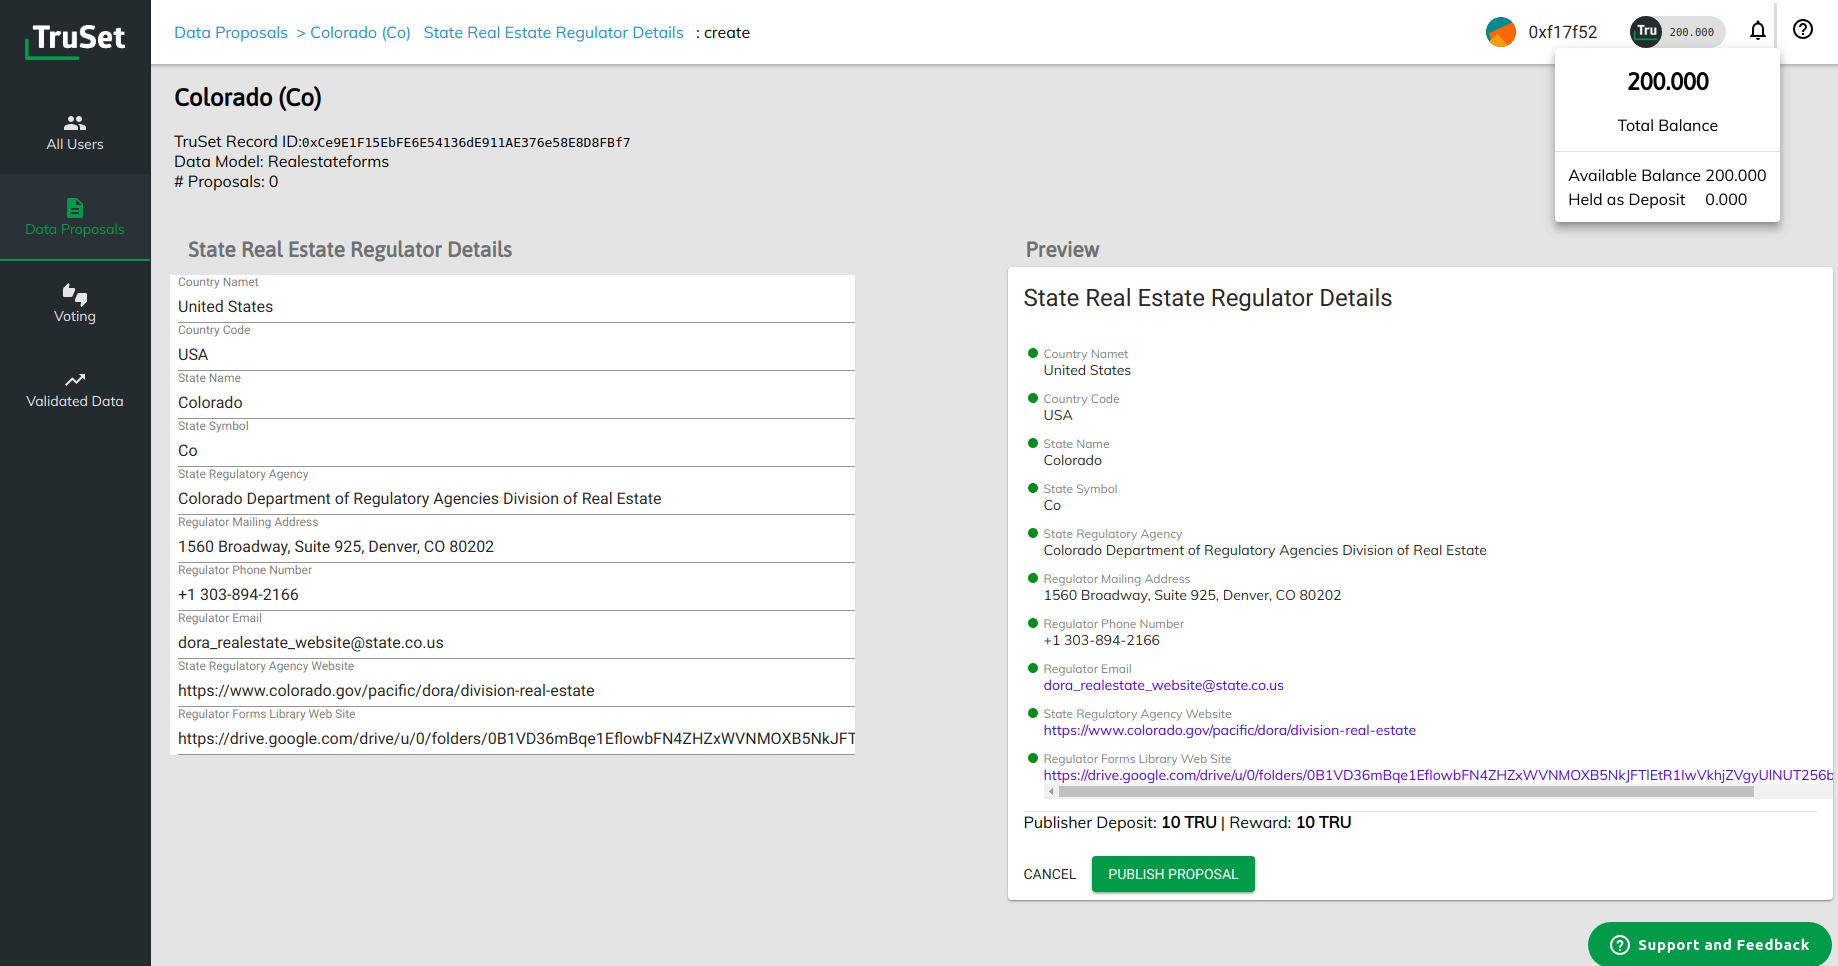 TruSet
All Users
Data Proposals
Voting
Validated Data
Data Proposals > Colorado (Co) State Real Estate Regulator Details : create
0xf17f52
Tru 200.000
200.000
Total Balance
Available Balance 200.000
Held as Deposit 0.000
Colorado (Co)
TruSet Record ID:0xCe9E1F15EbFE6E54136dE911AE376e58E8D8FBf7
Data Model: Realestateforms
# Proposals: 0
State Real Estate Regulator Details
Country Namet
United States
Country Code
USA
State Name
Colorado
State Symbol
Co
State Regulatory Agency
Colorado Department of Regulatory Agencies Division of Real Estate
Regulator Mailing Address
1560 Broadway, Suite 925, Denver, CO 80202
Regulator Phone Number
+1 303-894-2166
Regulator Email
dora_realestate_website@state.co.us
State Regulatory Agency Website
https://www.colorado.gov/pacific/dora/division-real-estate
Regulator Forms Library Web Site
https://drive.google.com/drive/u/0/folders/0B1VD36mBqe1EflowbFN4ZHZxWVNMOXB5NkJFT
Preview
State Real Estate Regulator Details
Country Namet
United States
Country Code
USA
State Name
Colorado
State Symbol
Co
State Regulatory Agency
Colorado Department of Regulatory Agencies Division of Real Estate
Regulator Mailing Address
1560 Broadway, Suite 925, Denver, CO 80202
Regulator Phone Number
+1 303-894-2166
Regulator Email
dora_realestate_website@state.co.us
State Regulatory Agency Website
https://www.colorado.gov/pacific/dora/division-real-estate
Regulator Forms Library Web Site
https://drive.google.com/drive/u/0/folders/0B1VD36mBqe1EflowbFN4ZHZxWVNMOXB5NkJFTlEtR1IwVkhjZVgyUlNUT256b
Publisher Deposit: 10 TRU | Reward: 10 TRU
CANCEL
PUBLISH PROPOSAL
Support and Feedback